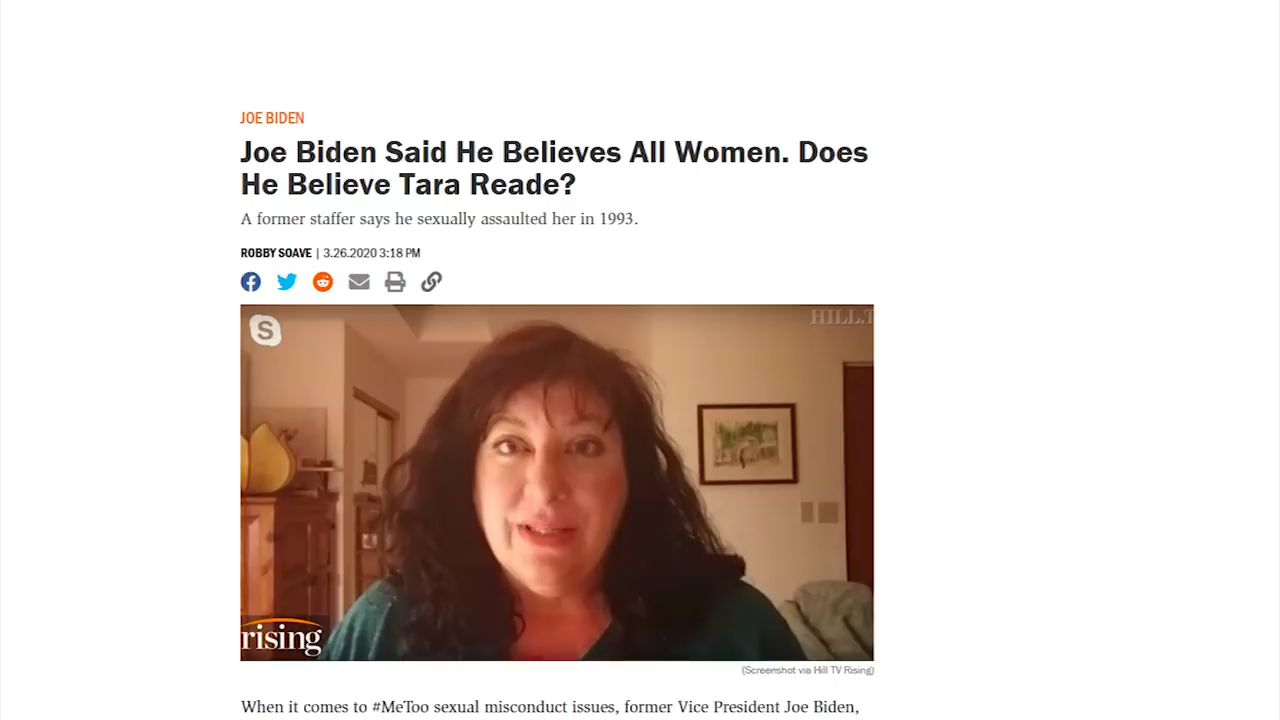 JOE BIDEN
Joe Biden Said He Believes All Women. Does
He Believe Tara Reade?
A former staffer says he sexually assaulted her in 1993.
ROBBY SOAVE | 3.26.2020 3:18 PM
S
HILL.T
rising
(Screenshot via Hill TV Rising)
When it comes to #MeToo sexual misconduct issues, former Vice President Joe Biden,